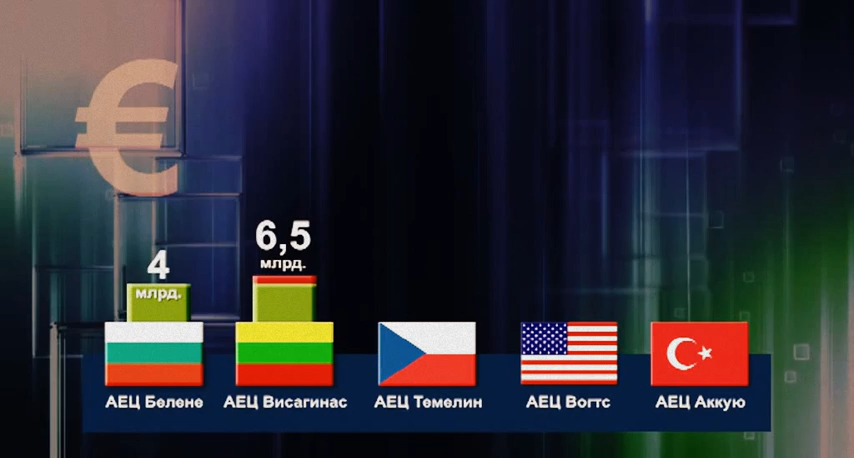 €
6,5
млрд.
4
млрд.
АЕЦ Белене
АЕЦ Висагинас
АЕЦ Темелин
АЕЦ Вогтс
АЕЦ Аккую